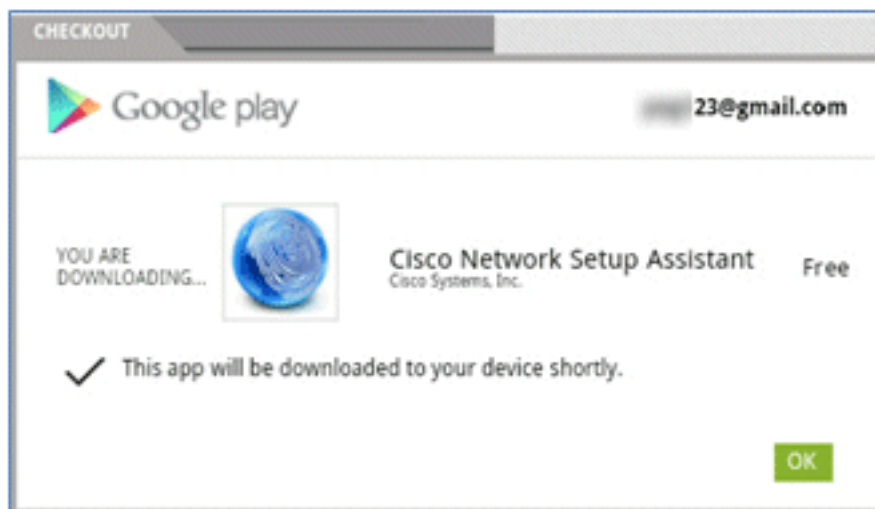 CHECKOUT
Google play
23@gmail.com
YOU ARE
DOWNLOADING...
Cisco Network Setup Assistant
Cisco Systems, Inc.
Free
This app will be downloaded to your device shortly.
OK